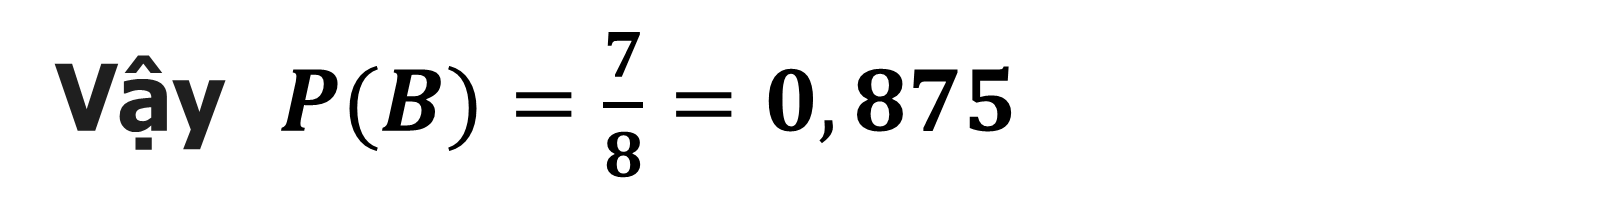 Vậy P(B) = 7/8 = 0,875